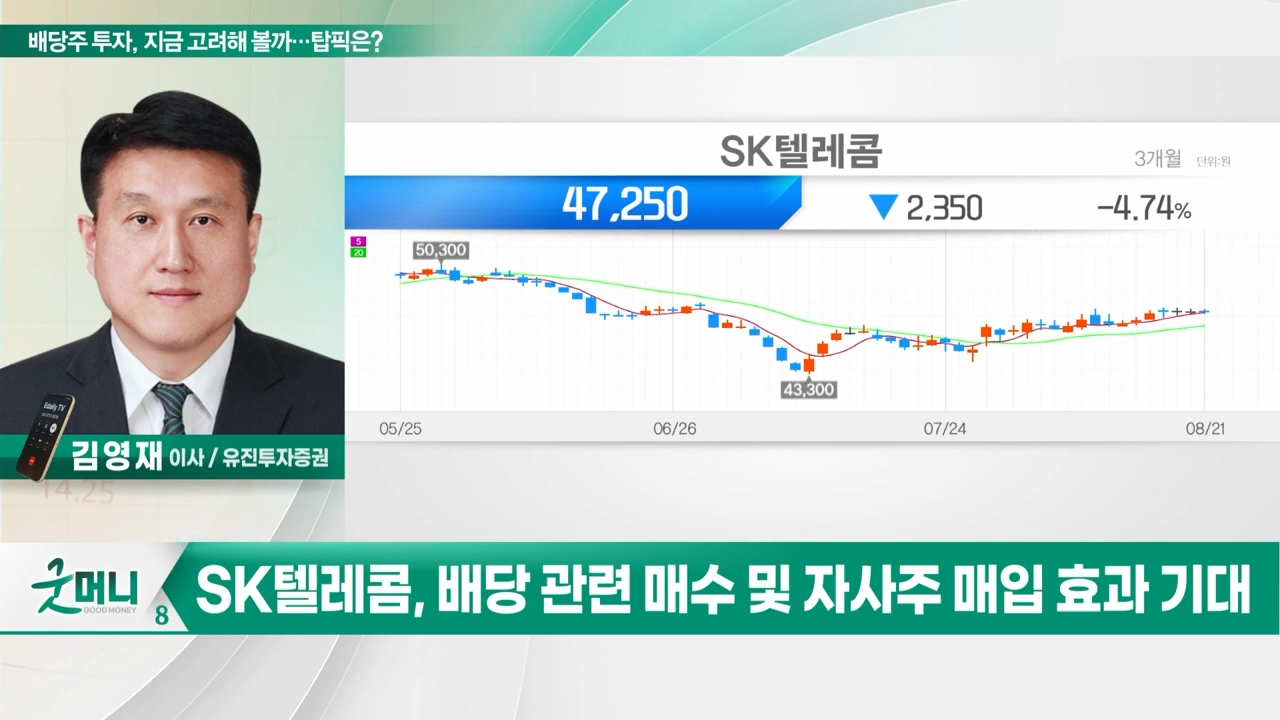 배당주 투자, 지금 고려해 볼까…탑픽은?
SK텔레콤
3개월 단위:원
47,250 ▼ 2,350 -4.74%
5
20
50,300
43,300
05/25 06/26 07/24 08/21
Edaily TV
김영재 이사 / 유진투자증권
14.25
굿머니
GOOD MONEY
8
SK텔레콤, 배당 관련 매수 및 자사주 매입 효과 기대